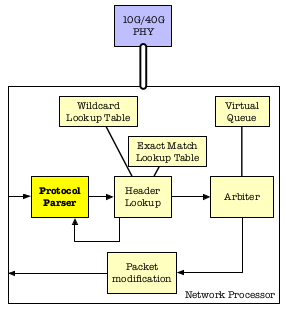 10G/40G
PHY
Wildcard
Lookup Table
Virtual
Queue
Exact Match
Lookup Table
Protocol
Parser
Header
Lookup
Arbiter
Packet
modification
Network Processor